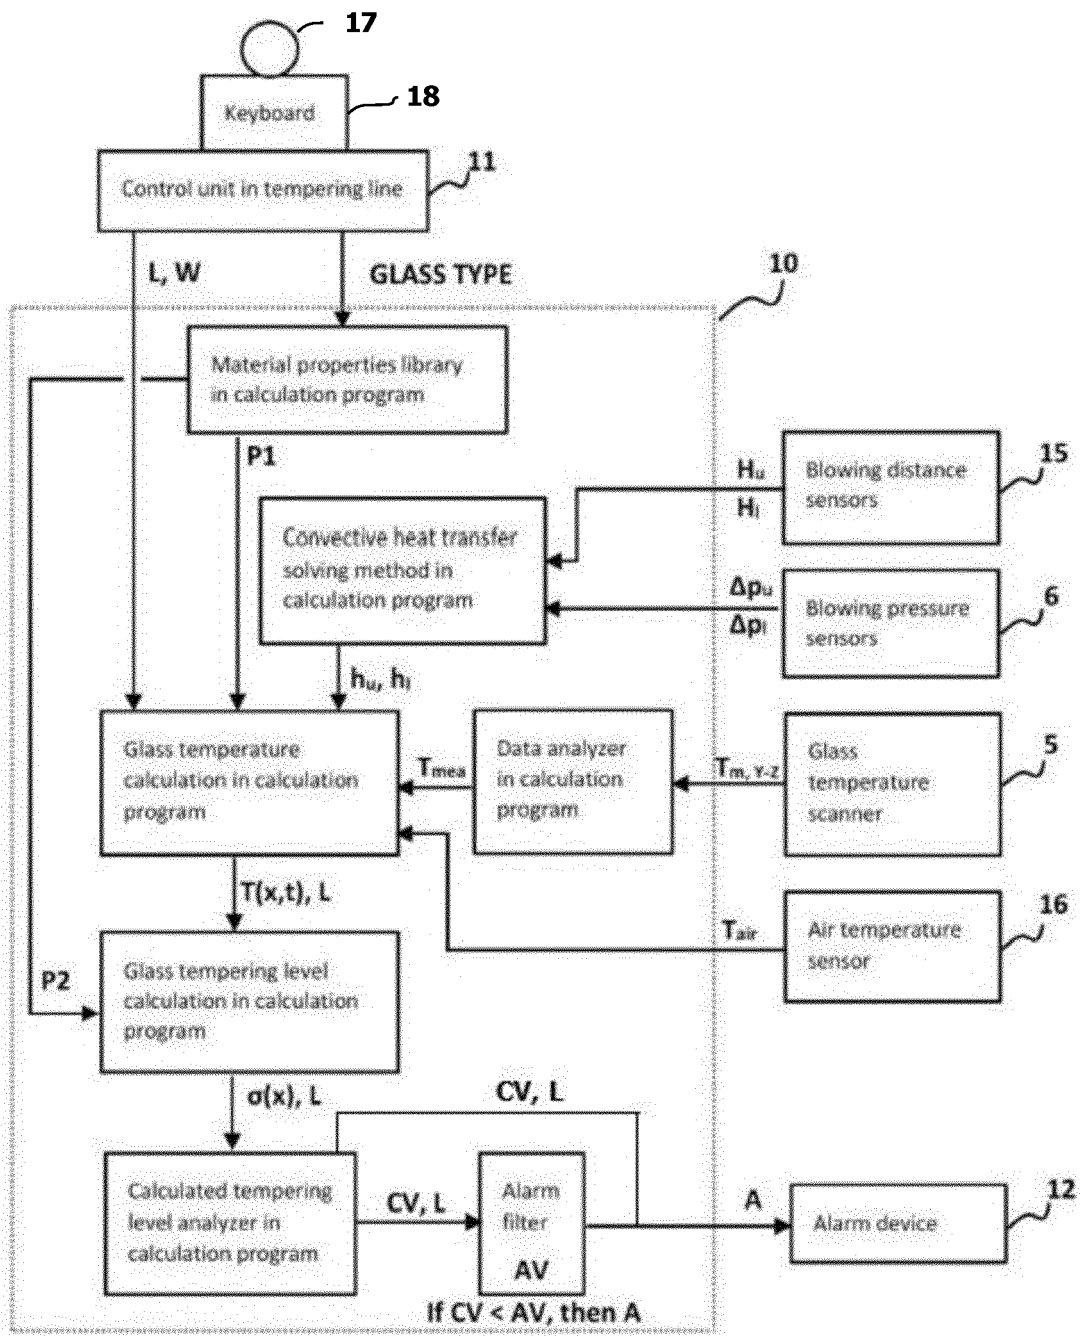 17
18
Keyboard
11
Control unit in tempering line
L, W
GLASS TYPE
10
Material properties library
in calculation program
P1
Hu
Hl
Blowing distance
sensors
15
Convective heat transfer
solving method in
calculation program
Δpu
Δpl
Blowing pressure
sensors
6
hu, hl
Glass temperature
calculation in calculation
program
Tmea
Data analyzer
in calculation
program
Tm, Y-Z
Glass
temperature
scanner
5
T(x,t), L
Tair
Air temperature
sensor
16
P2
Glass tempering level
calculation in calculation
program
σ(x), L
CV, L
Calculated tempering
level analyzer in
calculation program
CV, L
Alarm
filter
AV
A
Alarm device
12
If CV < AV, then A